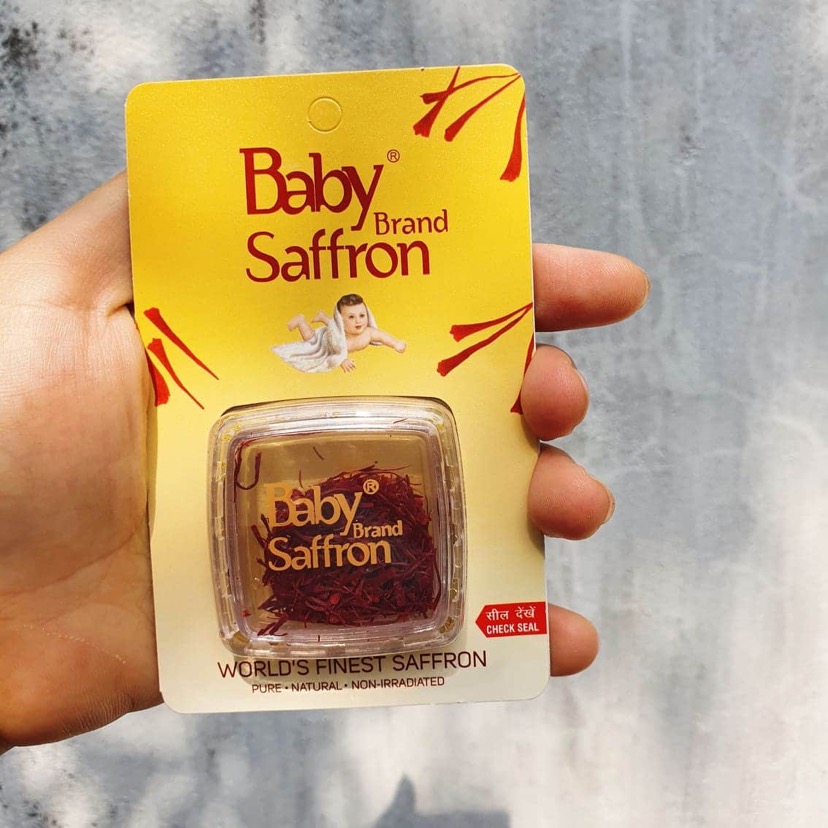 Baby®
Brand
Saffron
Baby®
Brand
Saffron
सील देखें
CHECK SEAL
WORLD'S FINEST SAFFRON
PURE • NATURAL • NON-IRRADIATED